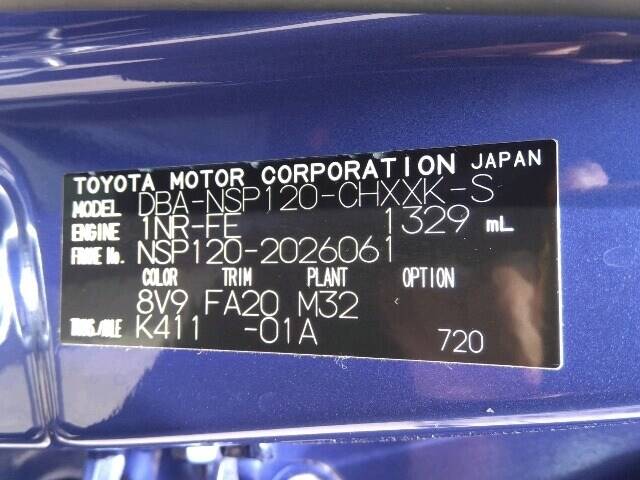 TOYOTA MOTOR CORPORATION JAPAN
MODEL DBA-NSP120-CHXXK-S
ENGINE 1NR-FE 1329 mL
FRAME No. NSP120-2026061
COLOR TRIM PLANT OPTION
8V9 FA20 M32
TRANS/AXLE K411 -01A 720